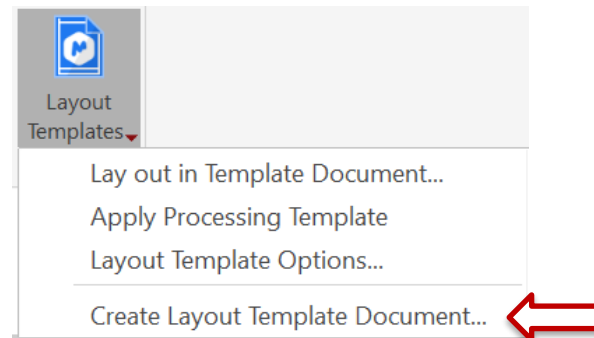 Layout
Templates
Lay out in Template Document...
Apply Processing Template
Layout Template Options...
Create Layout Template Document...